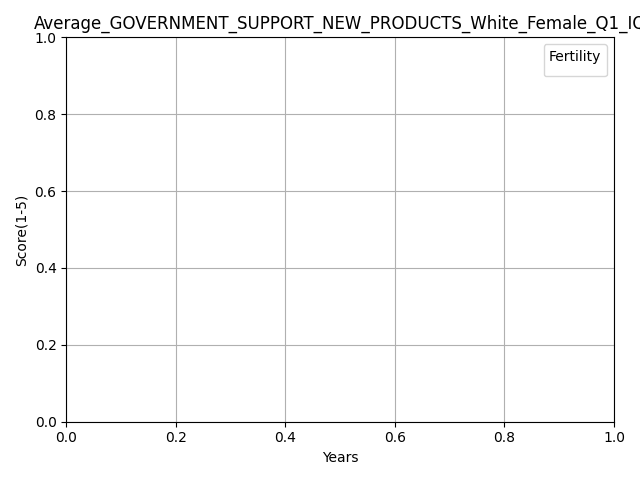 Average_GOVERNMENT_SUPPORT_NEW_PRODUCTS_White_Female_Q1_IQ
Fertility
1.0
0.8
0.6
0.4
0.2
0.0
Score(1-5)
0.0 0.2 0.4 0.6 0.8 1.0
Years